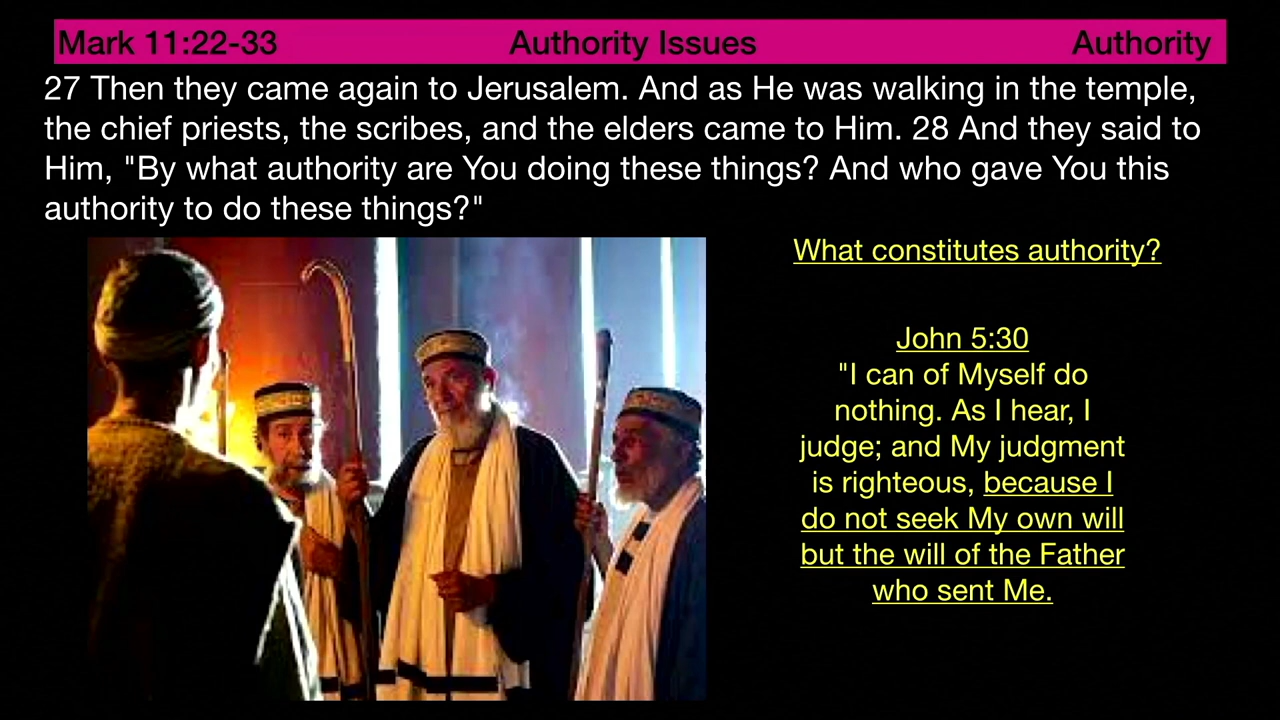 Mark 11:22-33 Authority Issues Authority
27 Then they came again to Jerusalem. And as He was walking in the temple,
the chief priests, the scribes, and the elders came to Him. 28 And they said to
Him, "By what authority are You doing these things? And who gave You this
authority to do these things?"
What constitutes authority?
John 5:30
"I can of Myself do
nothing. As I hear, I
judge; and My judgment
is righteous, because I
do not seek My own will
but the will of the Father
who sent Me.